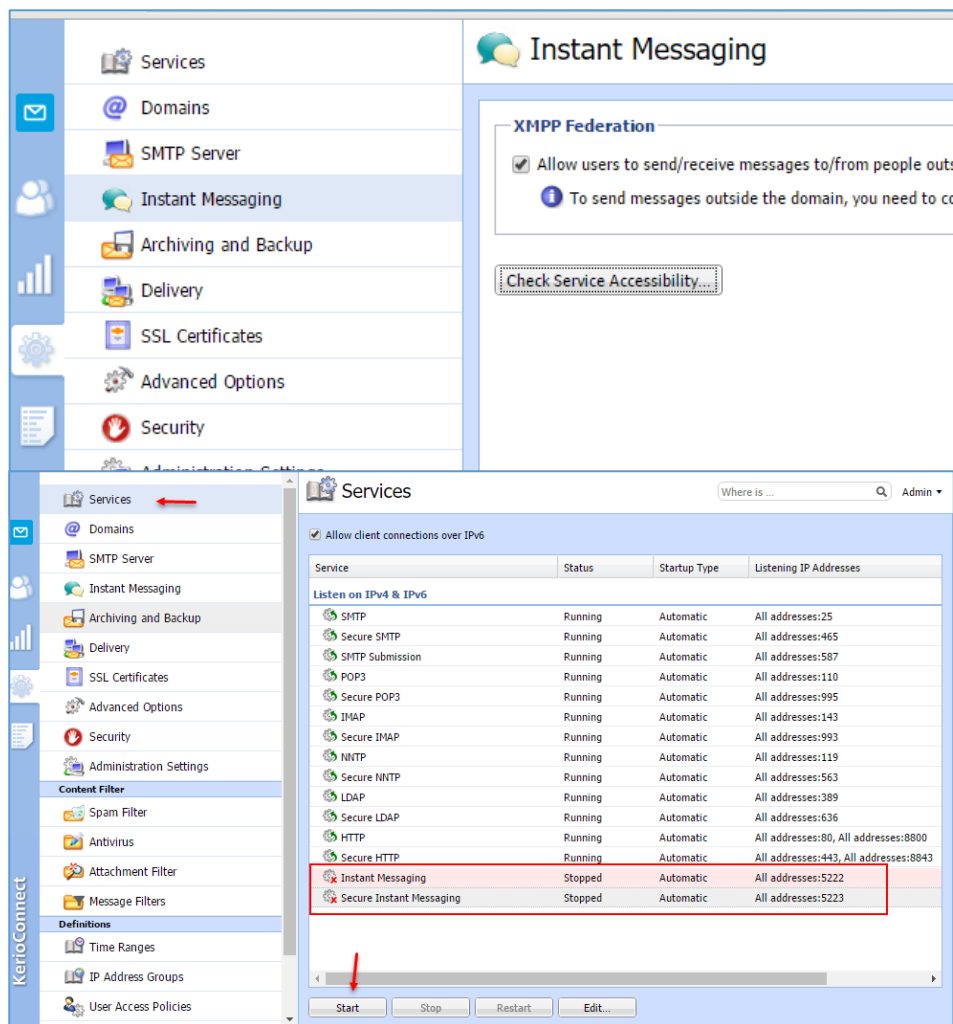 Instant Messaging
Services
Domains
SMTP Server
Instant Messaging
Archiving and Backup
Delivery
SSL Certificates
Advanced Options
Security
Administration Settings
XMPP Federation
Allow users to send/receive messages to/from people outs
To send messages outside the domain, you need to co
Check Service Accessibility...
Services
Domains
SMTP Server
Instant Messaging
Archiving and Backup
Delivery
SSL Certificates
Advanced Options
Security
Administration Settings
Content Filter
Spam Filter
Antivirus
Attachment Filter
Message Filters
Definitions
Time Ranges
IP Address Groups
User Access Policies
KerioConnect
Services
Where is ...
Admin
Allow client connections over IPv6
Service Status Startup Type Listening IP Addresses
Listen on IPv4 & IPv6
SMTP Running Automatic All addresses:25
Secure SMTP Running Automatic All addresses:465
SMTP Submission Running Automatic All addresses:587
POP3 Running Automatic All addresses:110
Secure POP3 Running Automatic All addresses:995
IMAP Running Automatic All addresses:143
Secure IMAP Running Automatic All addresses:993
NNTP Running Automatic All addresses:119
Secure NNTP Running Automatic All addresses:563
LDAP Running Automatic All addresses:389
Secure LDAP Running Automatic All addresses:636
HTTP Running Automatic All addresses:80, All addresses:8800
Secure HTTP Running Automatic All addresses:443, All addresses:8843
Instant Messaging Stopped Automatic All addresses:5222
Secure Instant Messaging Stopped Automatic All addresses:5223
Start Stop Restart Edit...